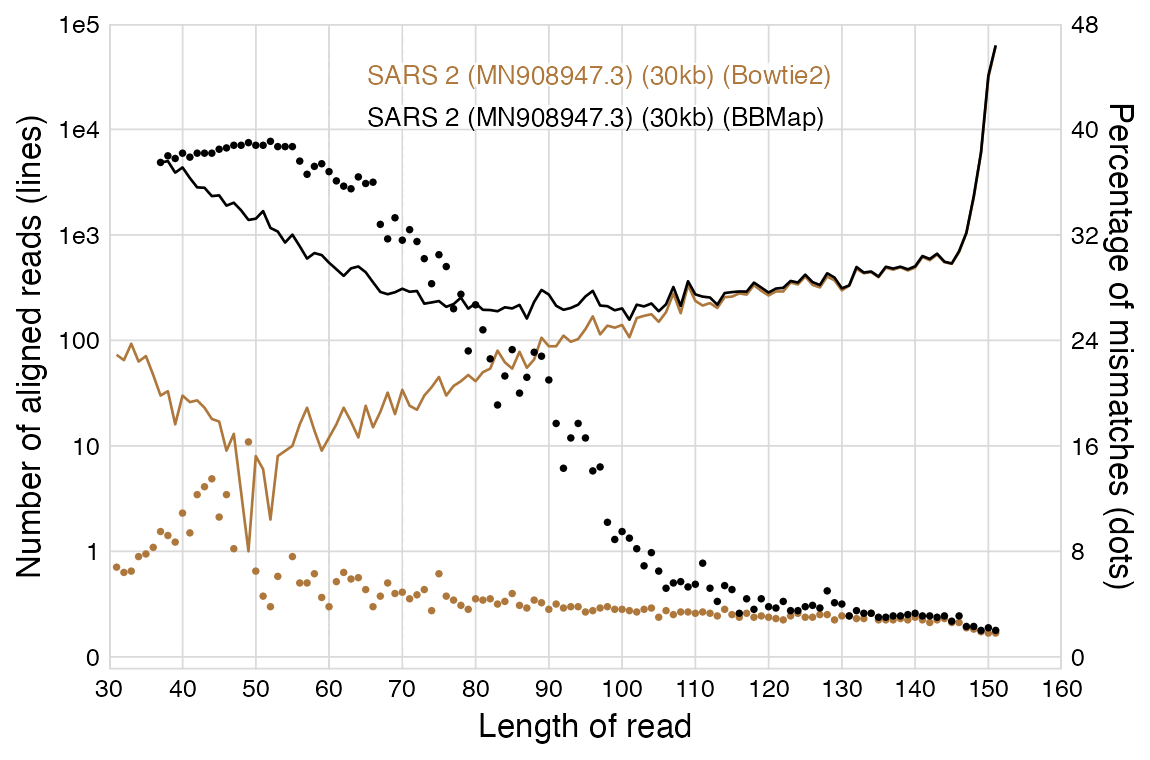 1e5
48
SARS 2 (MN908947.3) (30kb) (Bowtie2)
SARS 2 (MN908947.3) (30kb) (BBMap)
1e4
40
1e3
32
100
24
10
16
1
8
0
0
Number of aligned reads (lines)
Percentage of mismatches (dots)
30 40 50 60 70 80 90 100 110 120 130 140 150 160
Length of read